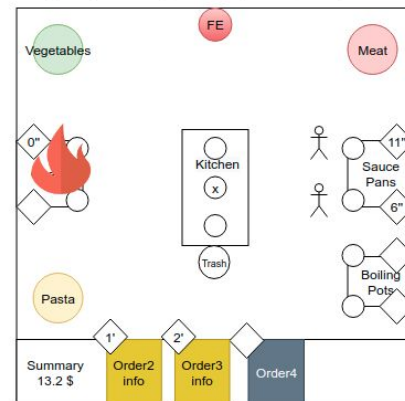 FE
Vegetables
Meat
0"
11"
Kitchen
Sauce
Pans
x
6"
Trash
Boiling
Pots
Pasta
1'
2'
Summary
13.2 $
Order2
info
Order3
info
Order4